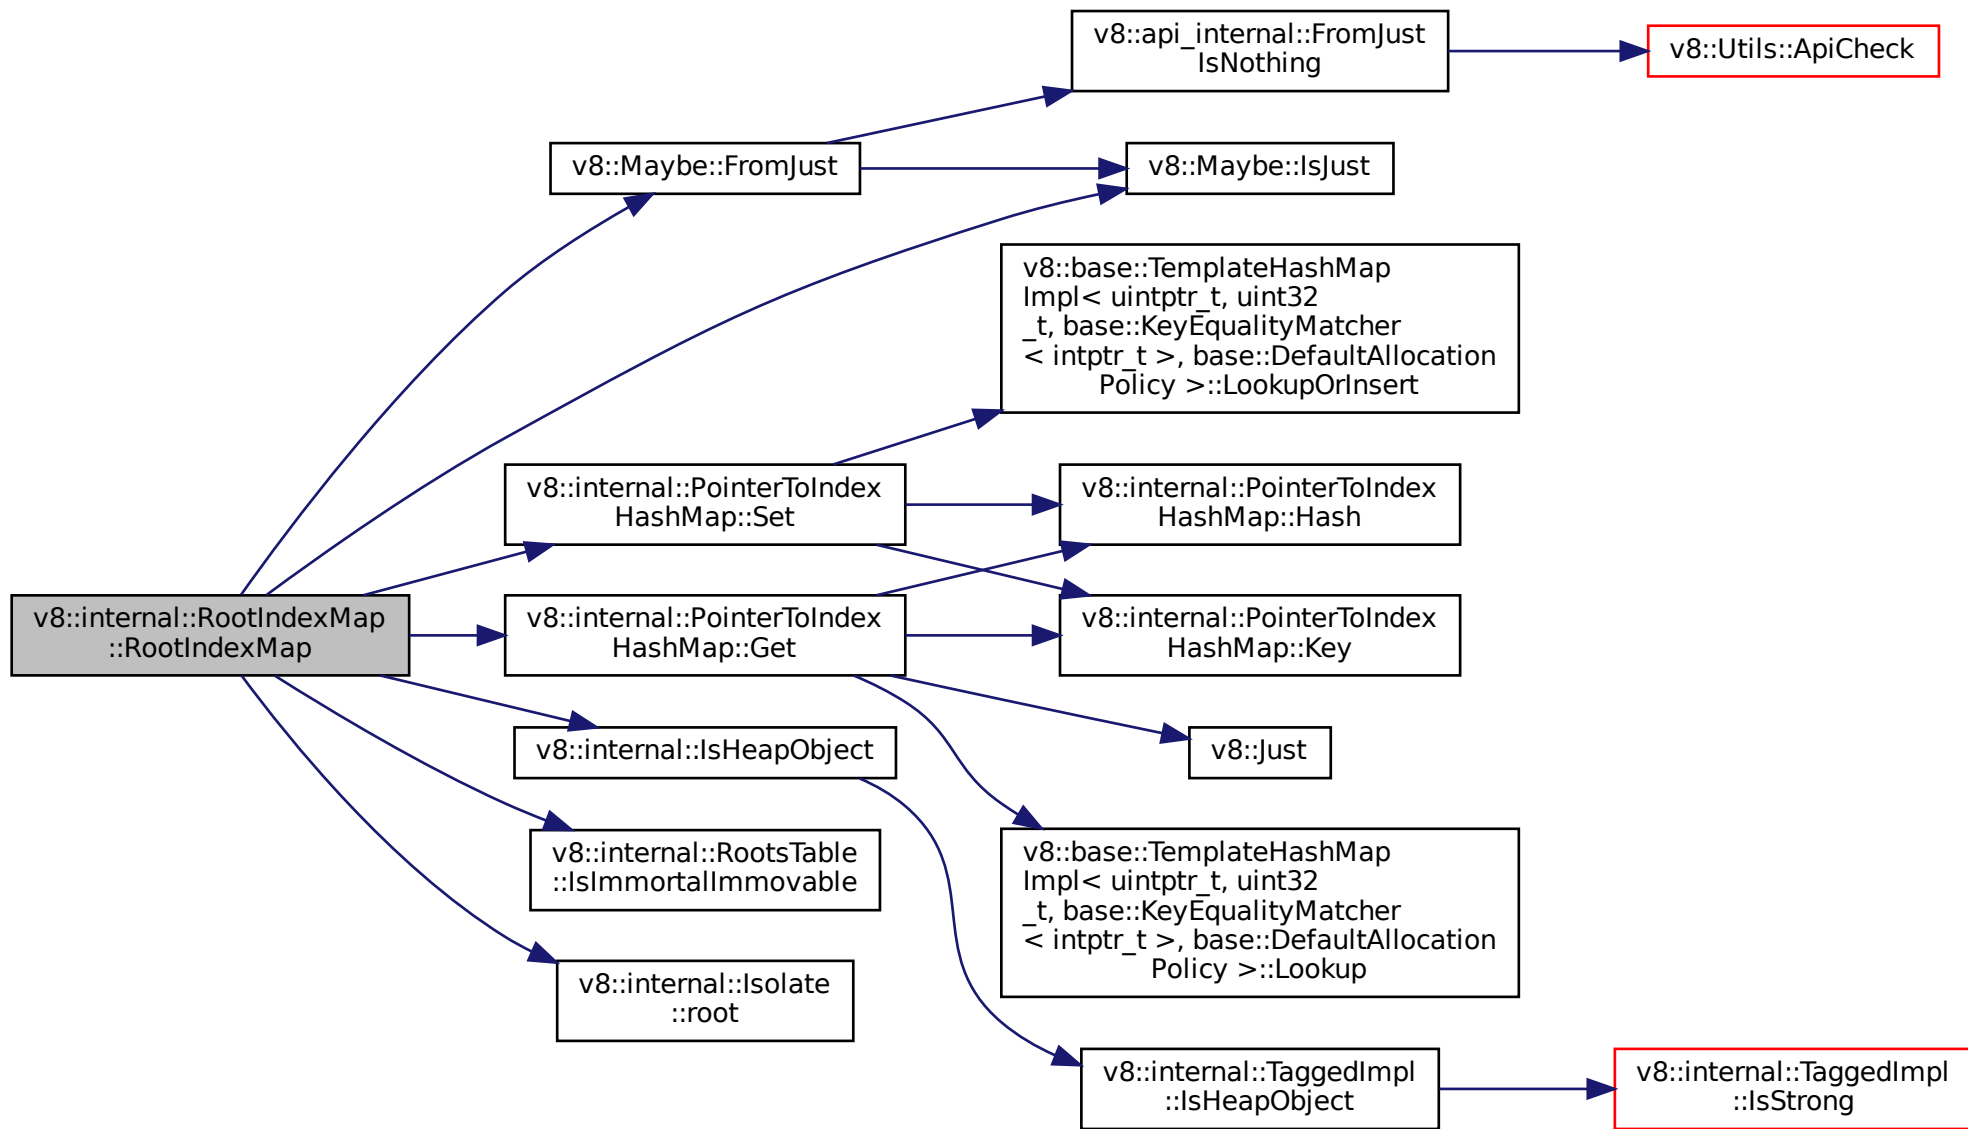 v8::api_internal::FromJust
IsNothing
v8::Utils::ApiCheck
v8::Maybe::FromJust
v8::Maybe::IsJust
v8::base::TemplateHashMap
Impl< uintptr_t, uint32
_t, base::KeyEqualityMatcher
< intptr_t >, base::DefaultAllocation
Policy >::LookupOrInsert
v8::internal::PointerToIndex
HashMap::Set
v8::internal::PointerToIndex
HashMap::Hash
v8::internal::RootIndexMap
::RootIndexMap
v8::internal::PointerToIndex
HashMap::Get
v8::internal::PointerToIndex
HashMap::Key
v8::internal::IsHeapObject
v8::Just
v8::internal::RootsTable
::IsImmortalImmovable
v8::base::TemplateHashMap
Impl< uintptr_t, uint32
_t, base::KeyEqualityMatcher
< intptr_t >, base::DefaultAllocation
Policy >::Lookup
v8::internal::Isolate
::root
v8::internal::TaggedImpl
::IsHeapObject
v8::internal::TaggedImpl
::IsStrong